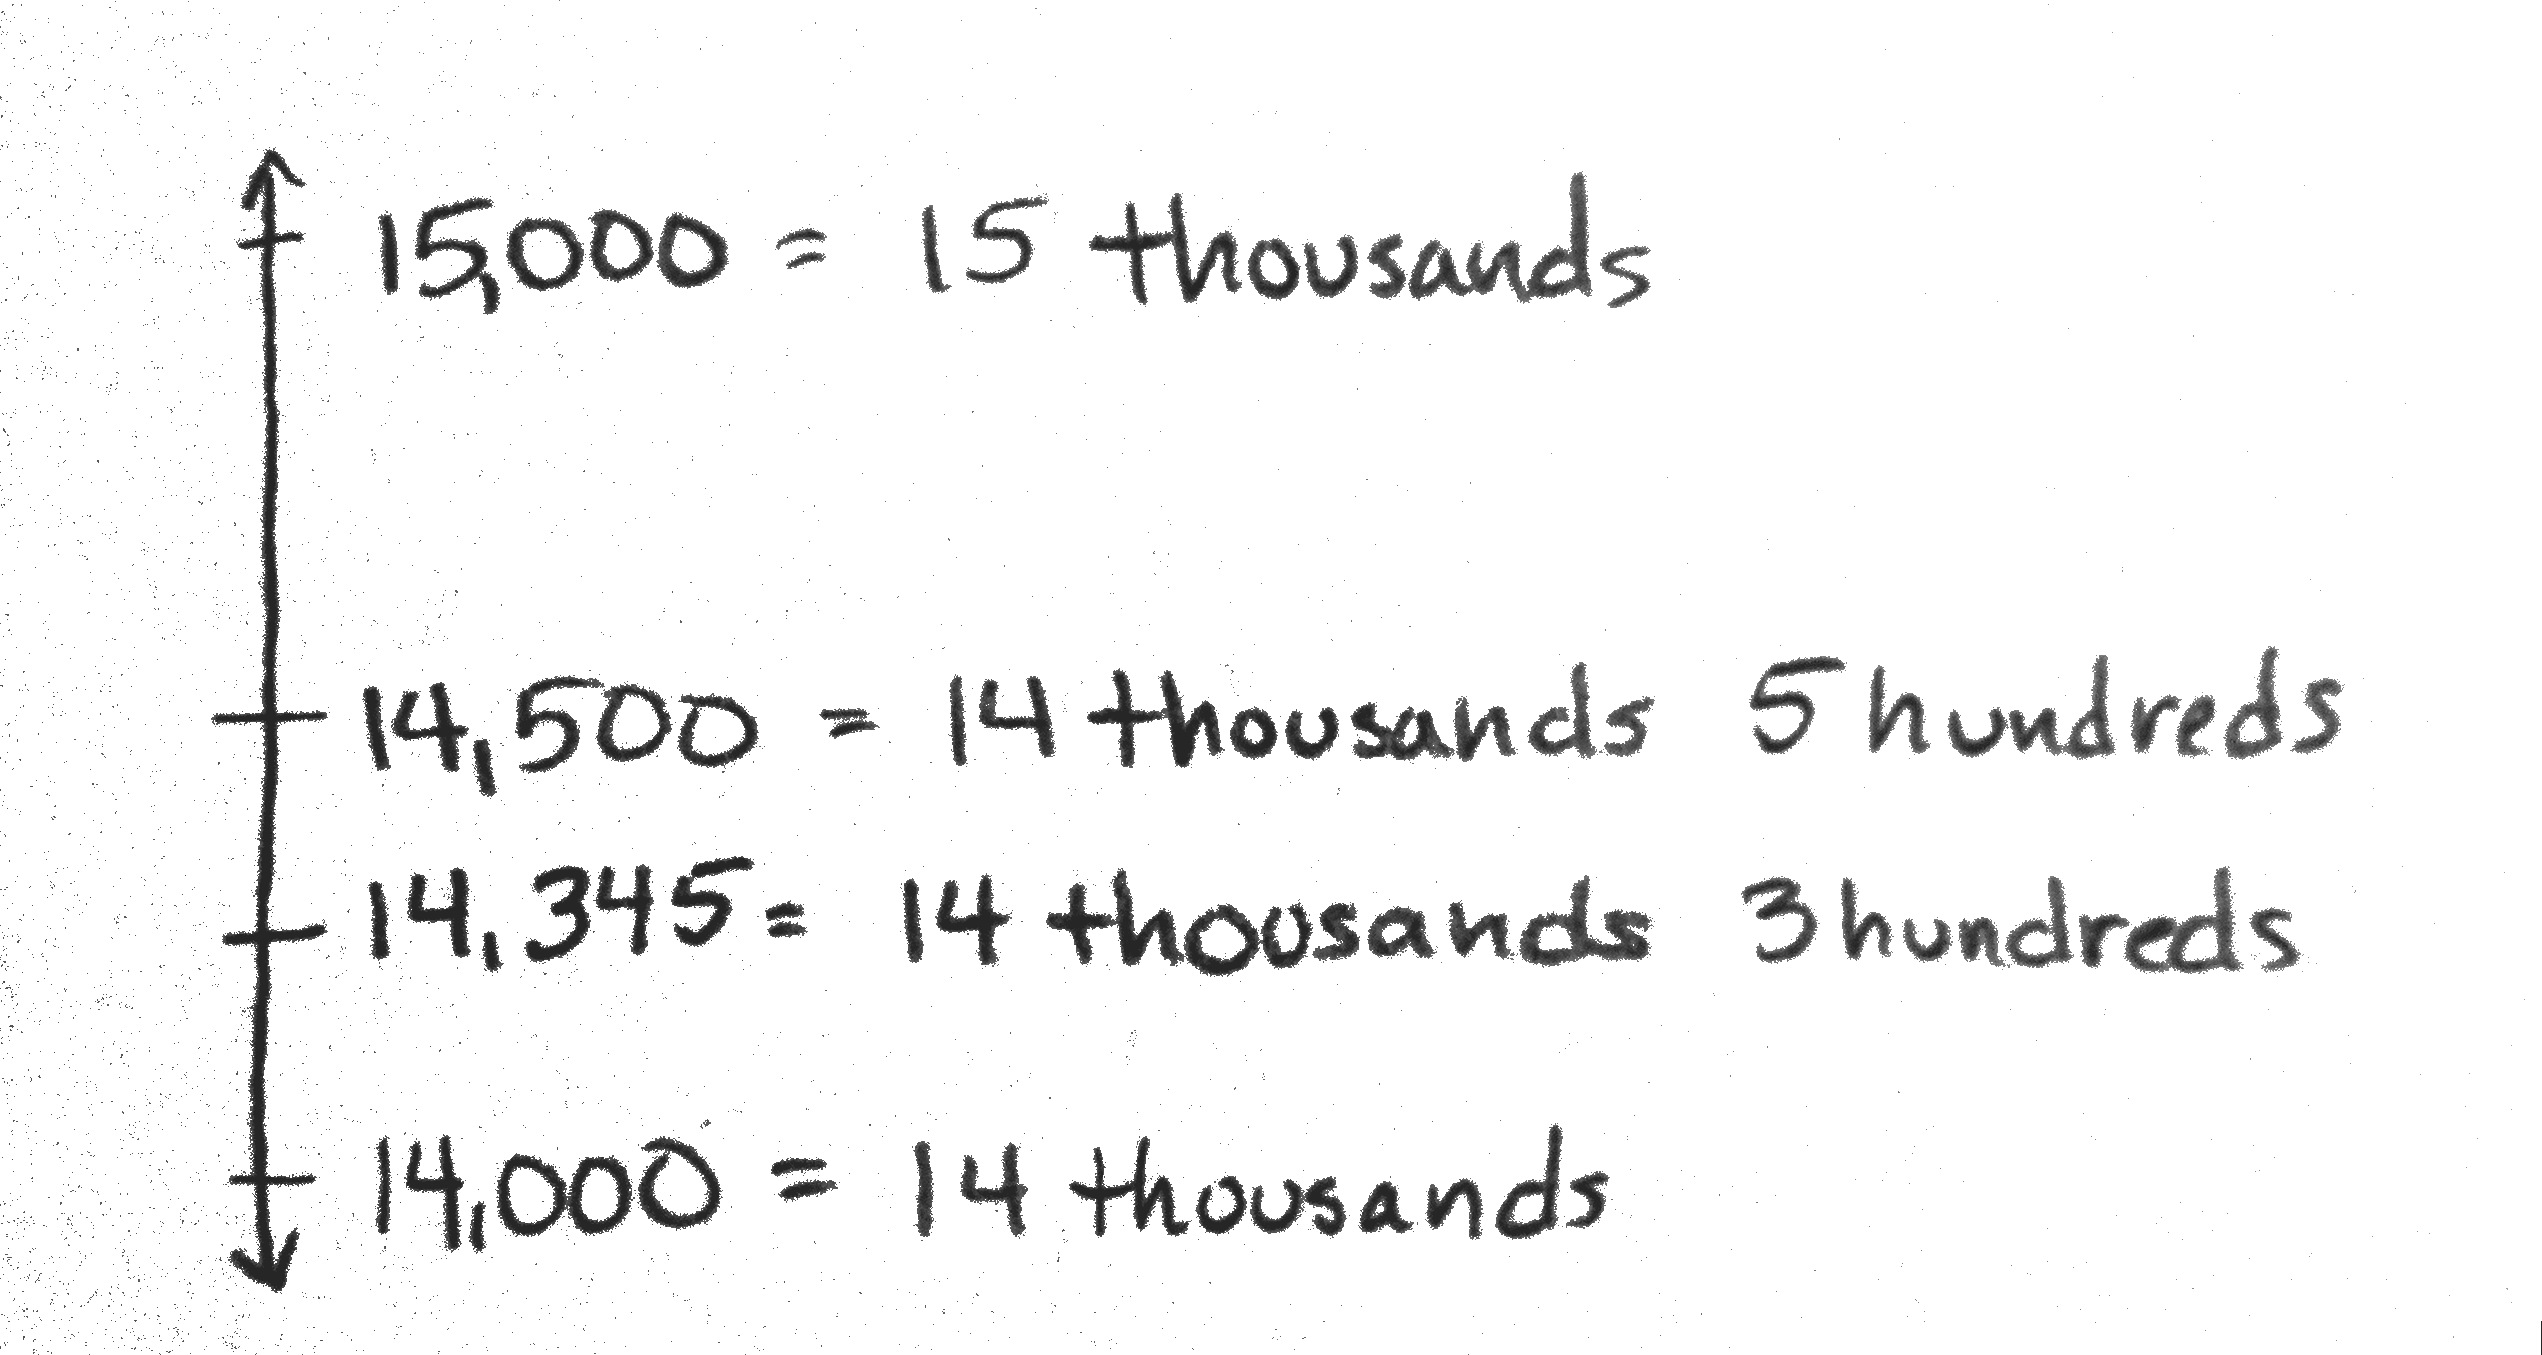 15,000 = 15 thousands
14,500 = 14 thousands 5 hundreds
14,345 = 14 thousands 3 hundreds
14,000 = 14 thousands